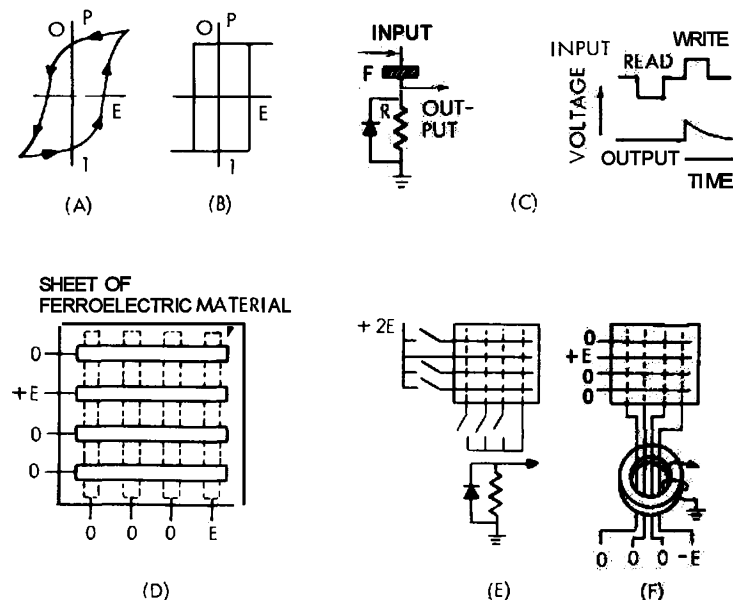 O P
E
1
(A)
O P
E
1
(B)
INPUT
F
R OUT-
PUT
INPUT
READ WRITE
VOLTAGE
OUTPUT
TIME
(C)
SHEET OF
FERROELECTRIC MATERIAL
0
+E
0
0
0 0 0 E
(D)
+ 2E
(E)
0
+E
0
0
0 0 0 -E
(F)